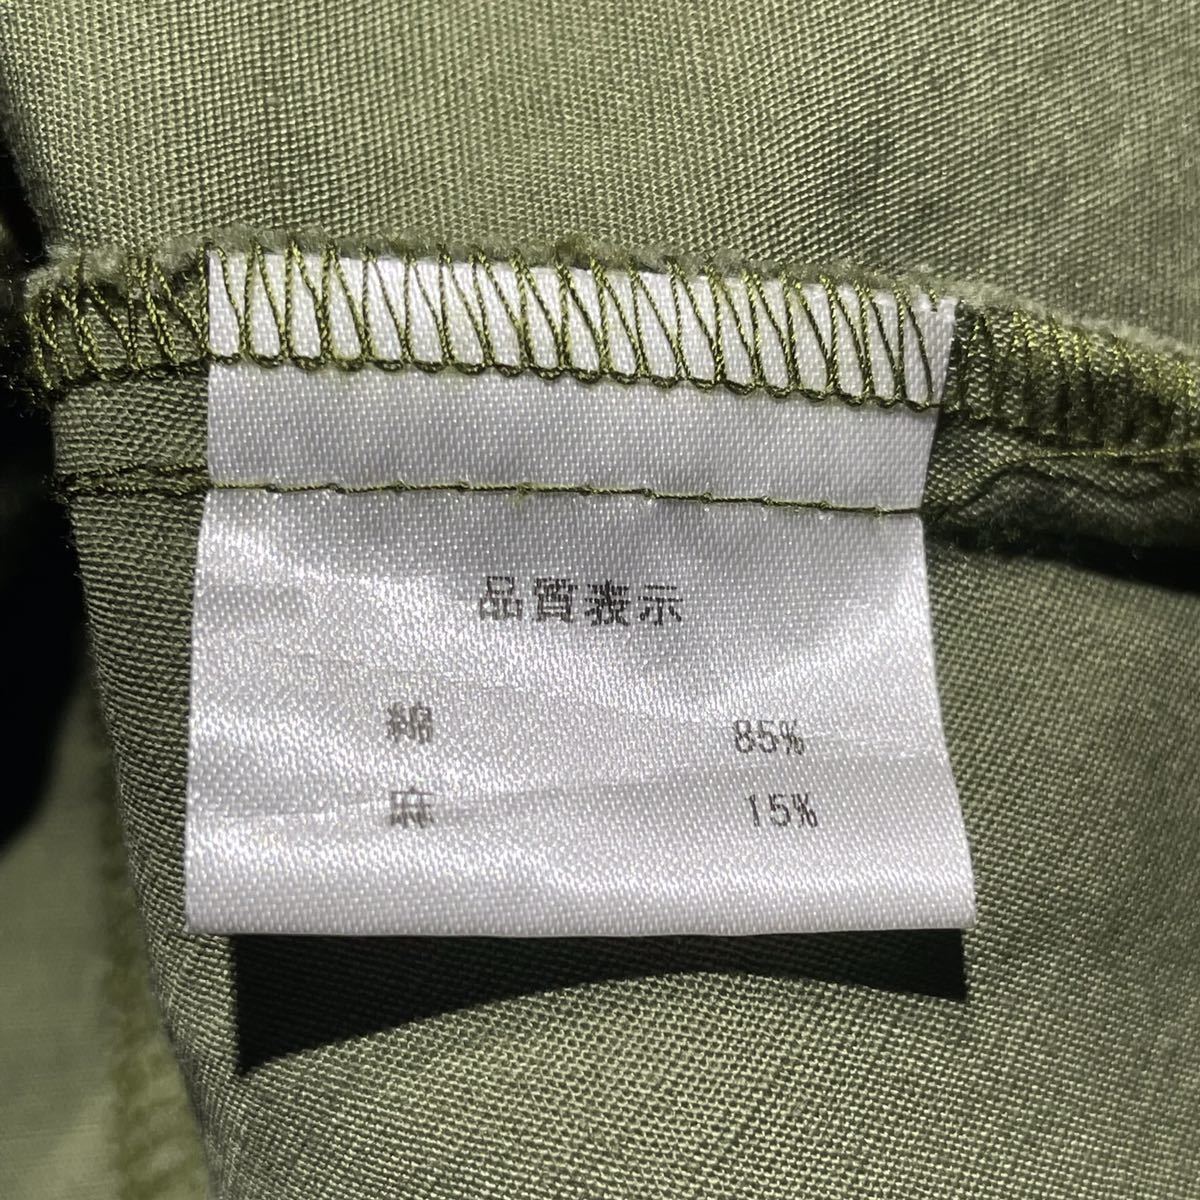 品質表示
綿 85%
麻 15%